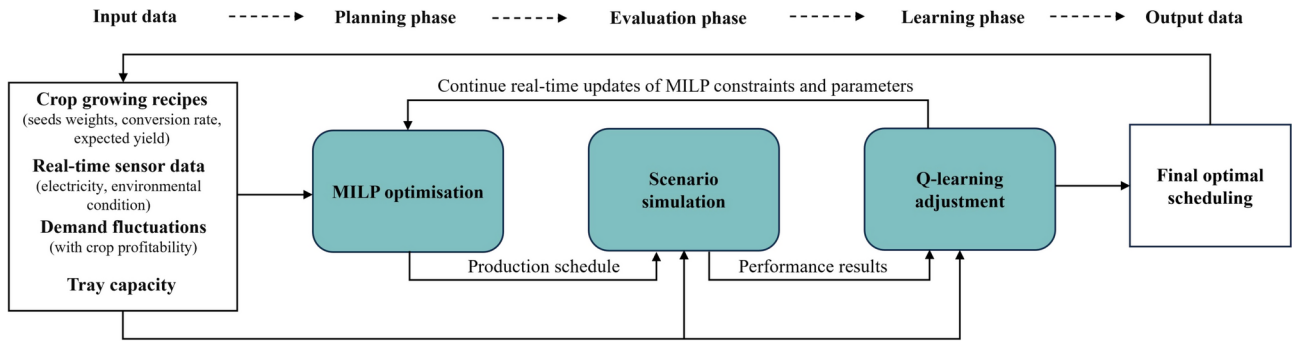 Input data
Planning phase
Evaluation phase
Learning phase
Output data
Continue real-time updates of MILP constraints and parameters
Crop growing recipes
(seeds weights, conversion rate,
expected yield)
Real-time sensor data
(electricity, environmental
condition)
Demand fluctuations
(with crop profitability)
Tray capacity
MILP optimisation
Scenario
simulation
Q-learning
adjustment
Final optimal
scheduling
Production schedule
Performance results